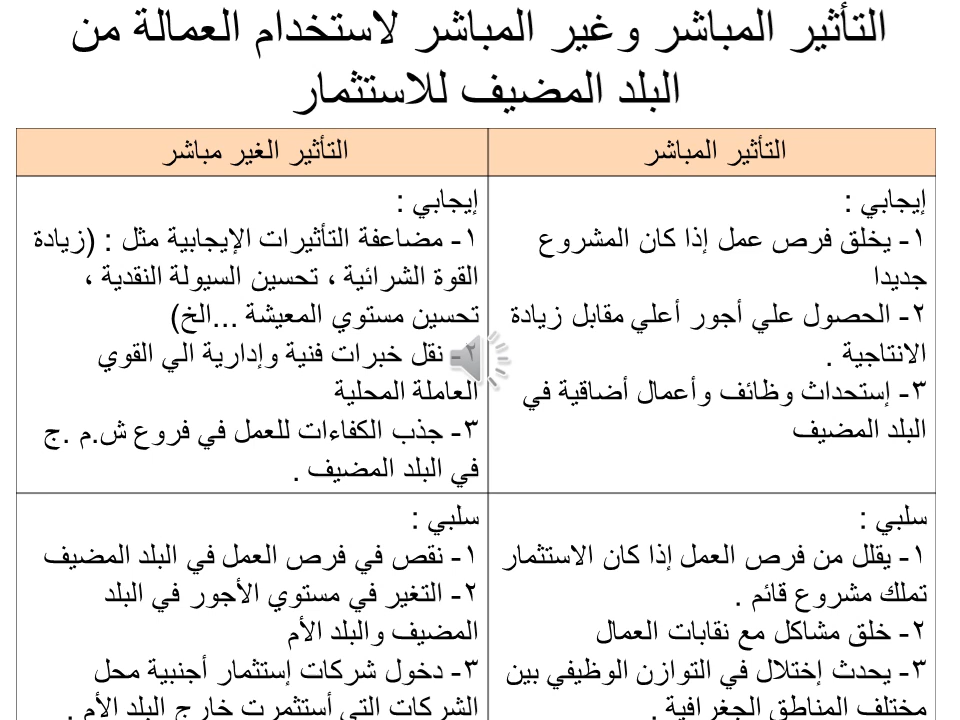 التأثير المباشر وغير المباشر لاستخدام العمالة من
البلد المضيف للاستثمار
التأثير المباشر
التأثير الغير مباشر
إيجابي :
١- يخلق فرص عمل إذا كان المشروع
جديدا
٢- الحصول علي أجور أعلي مقابل زيادة
الانتاجية .
٣- إستحداث وظائف وأعمال أضاقية في
البلد المضيف
إيجابي :
١- مضاعفة التأثيرات الإيجابية مثل : (زيادة
القوة الشرائية ، تحسين السيولة النقدية ،
تحسين مستوي المعيشة ...الخ)
٢- نقل خبرات فنية وإدارية الي القوي
العاملة المحلية
٣- جذب الكفاءات للعمل في فروع ش.م .ج
في البلد المضيف .
سلبي :
١- يقلل من فرص العمل إذا كان الاستثمار
تملك مشروع قائم .
٢- خلق مشاكل مع نقابات العمال
٣- يحدث إختلال في التوازن الوظيفي بين
مختلف المناطق الجغرافية .
سلبي :
١- نقص في فرص العمل في البلد المضيف
٢- التغير في مستوي الأجور في البلد
المضيف والبلد الأم
٣- دخول شركات إستثمار أجنبية محل
الشركات التي أستثمرت خارج البلد الأم .